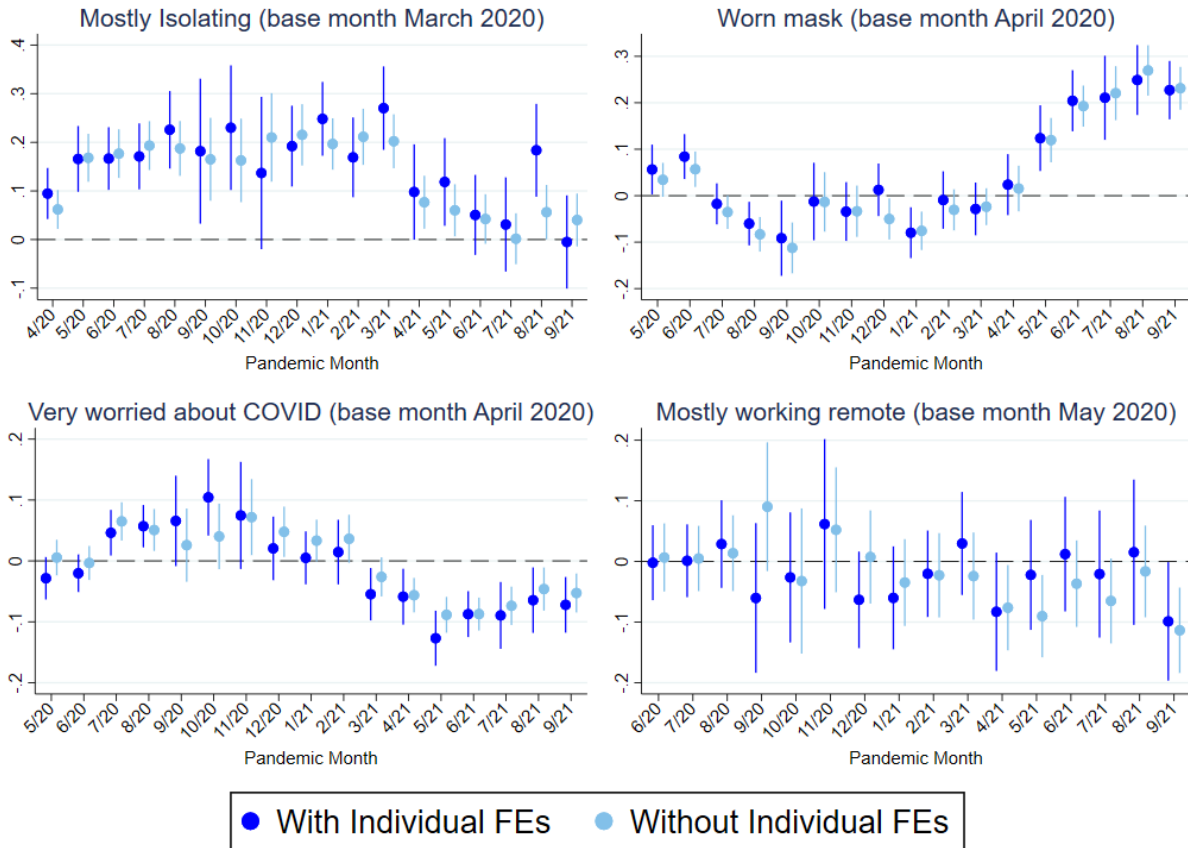 Mostly Isolating (base month March 2020)
.4
.3
.2
.1
0
-.1
4/20 5/20 6/20 7/20 8/20 9/20 10/20 11/20 12/20 1/21 2/21 3/21 4/21 5/21 6/21 7/21 8/21 9/21
Pandemic Month
Worn mask (base month April 2020)
.3
.2
.1
0
-.1
-.2
5/20 6/20 7/20 8/20 9/20 10/20 11/20 12/20 1/21 2/21 3/21 4/21 5/21 6/21 7/21 8/21 9/21
Pandemic Month
Very worried about COVID (base month April 2020)
.2
.1
0
-.1
-.2
5/20 6/20 7/20 8/20 9/20 10/20 11/20 12/20 1/21 2/21 3/21 4/21 5/21 6/21 7/21 8/21 9/21
Pandemic Month
Mostly working remote (base month May 2020)
.2
.1
0
-.1
-.2
6/20 7/20 8/20 9/20 10/20 11/20 12/20 1/21 2/21 3/21 4/21 5/21 6/21 7/21 8/21 9/21
Pandemic Month
With Individual FEs Without Individual FEs